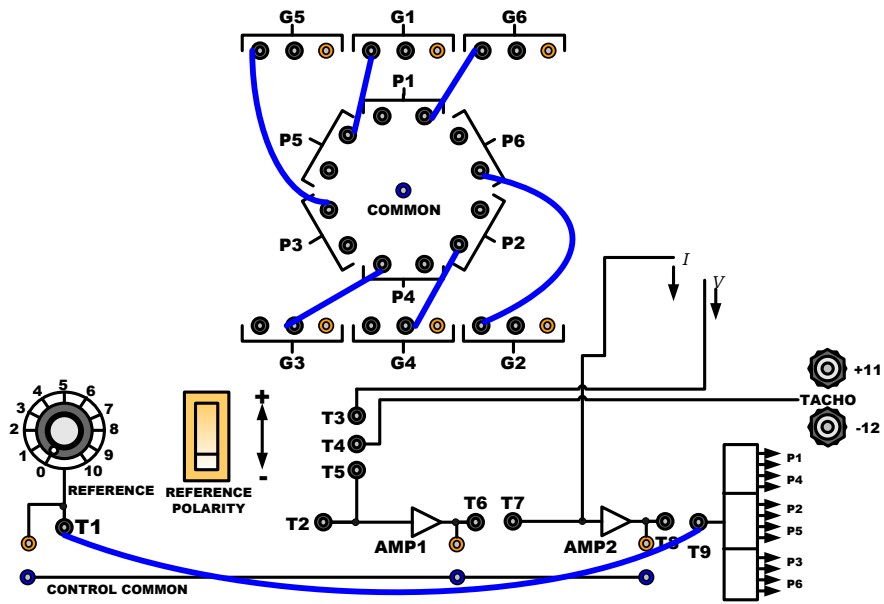 G5 G1 G6
P1
P5 P6
COMMON
P3 P2
P4
G3 G4 G2
I
V
+11
TACHO
-12
0 1 2 3 4 5 6 7 8 9 10
REFERENCE
+
-
REFERENCE
POLARITY
T3
T4
T5
T1 T2 T6 T7 T8 T9
AMP1 AMP2
CONTROL COMMON
P1
P4
P2
P5
P3
P6